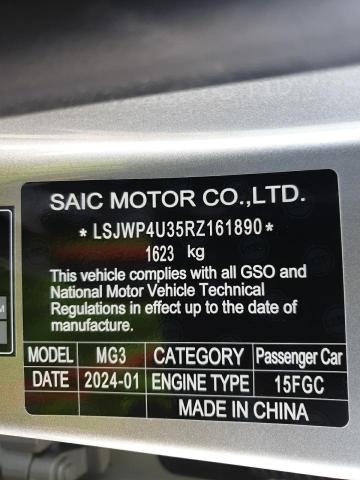 SAIC MOTOR CO.,LTD.
* LSJWP4U35RZ161890 *
1623 kg
This vehicle complies with all GSO and
National Motor Vehicle Technical
Regulations in effect up to the date of
manufacture.
MODEL MG3 CATEGORY Passenger Car
DATE 2024-01 ENGINE TYPE 15FGC
MADE IN CHINA